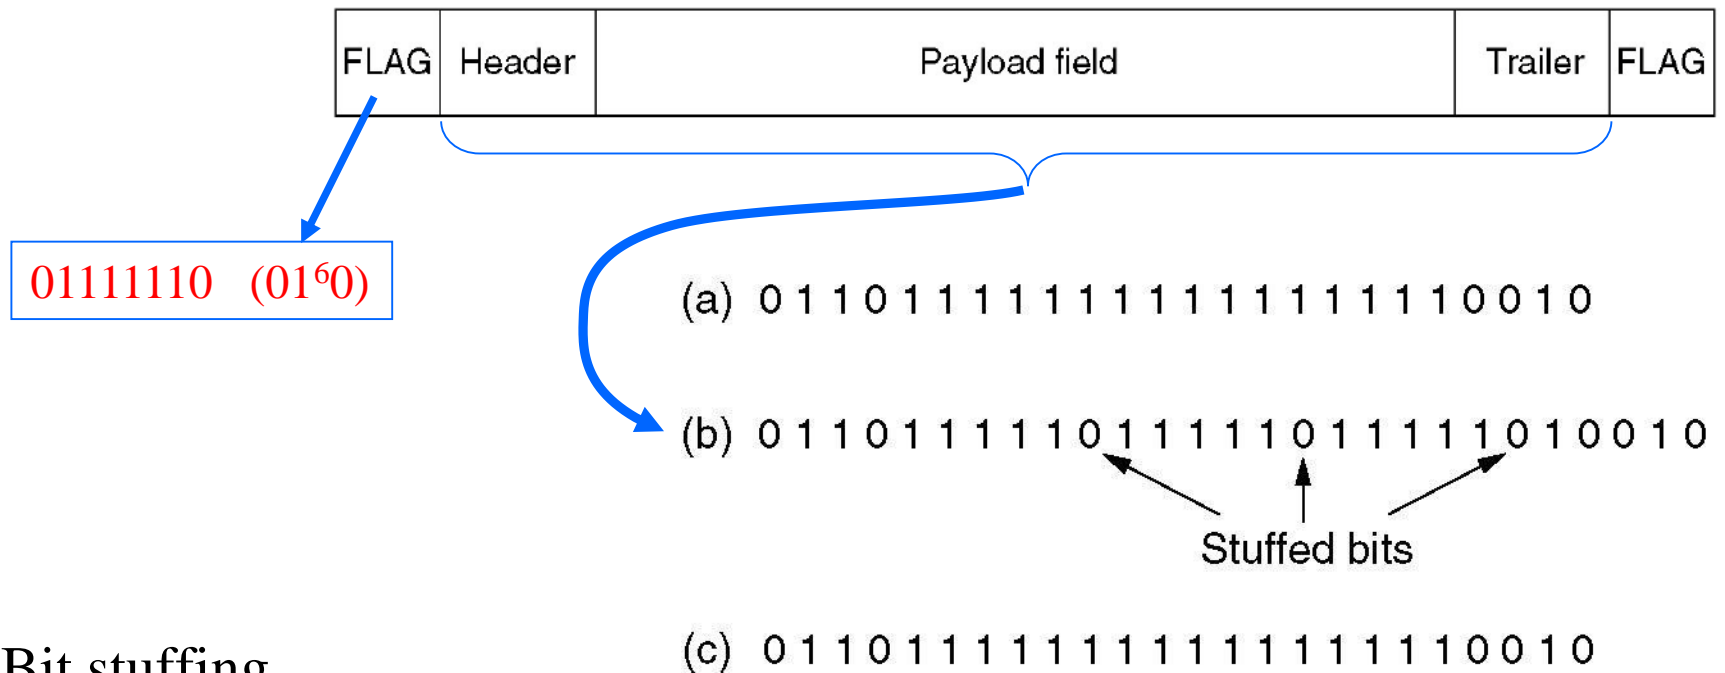 FLAG Header Payload field Trailer FLAG
01111110 (01⁶0)
(a) 0 1 1 0 1 1 1 1 1 1 1 1 1 1 1 1 1 1 1 1 0 0 1 0
(b) 0 1 1 0 1 1 1 1 1 0 1 1 1 1 1 0 1 1 1 1 1 0 1 0 0 1 0
Stuffed bits
(c) 0 1 1 0 1 1 1 1 1 1 1 1 1 1 1 1 1 1 1 1 0 0 1 0
Bit stuffing